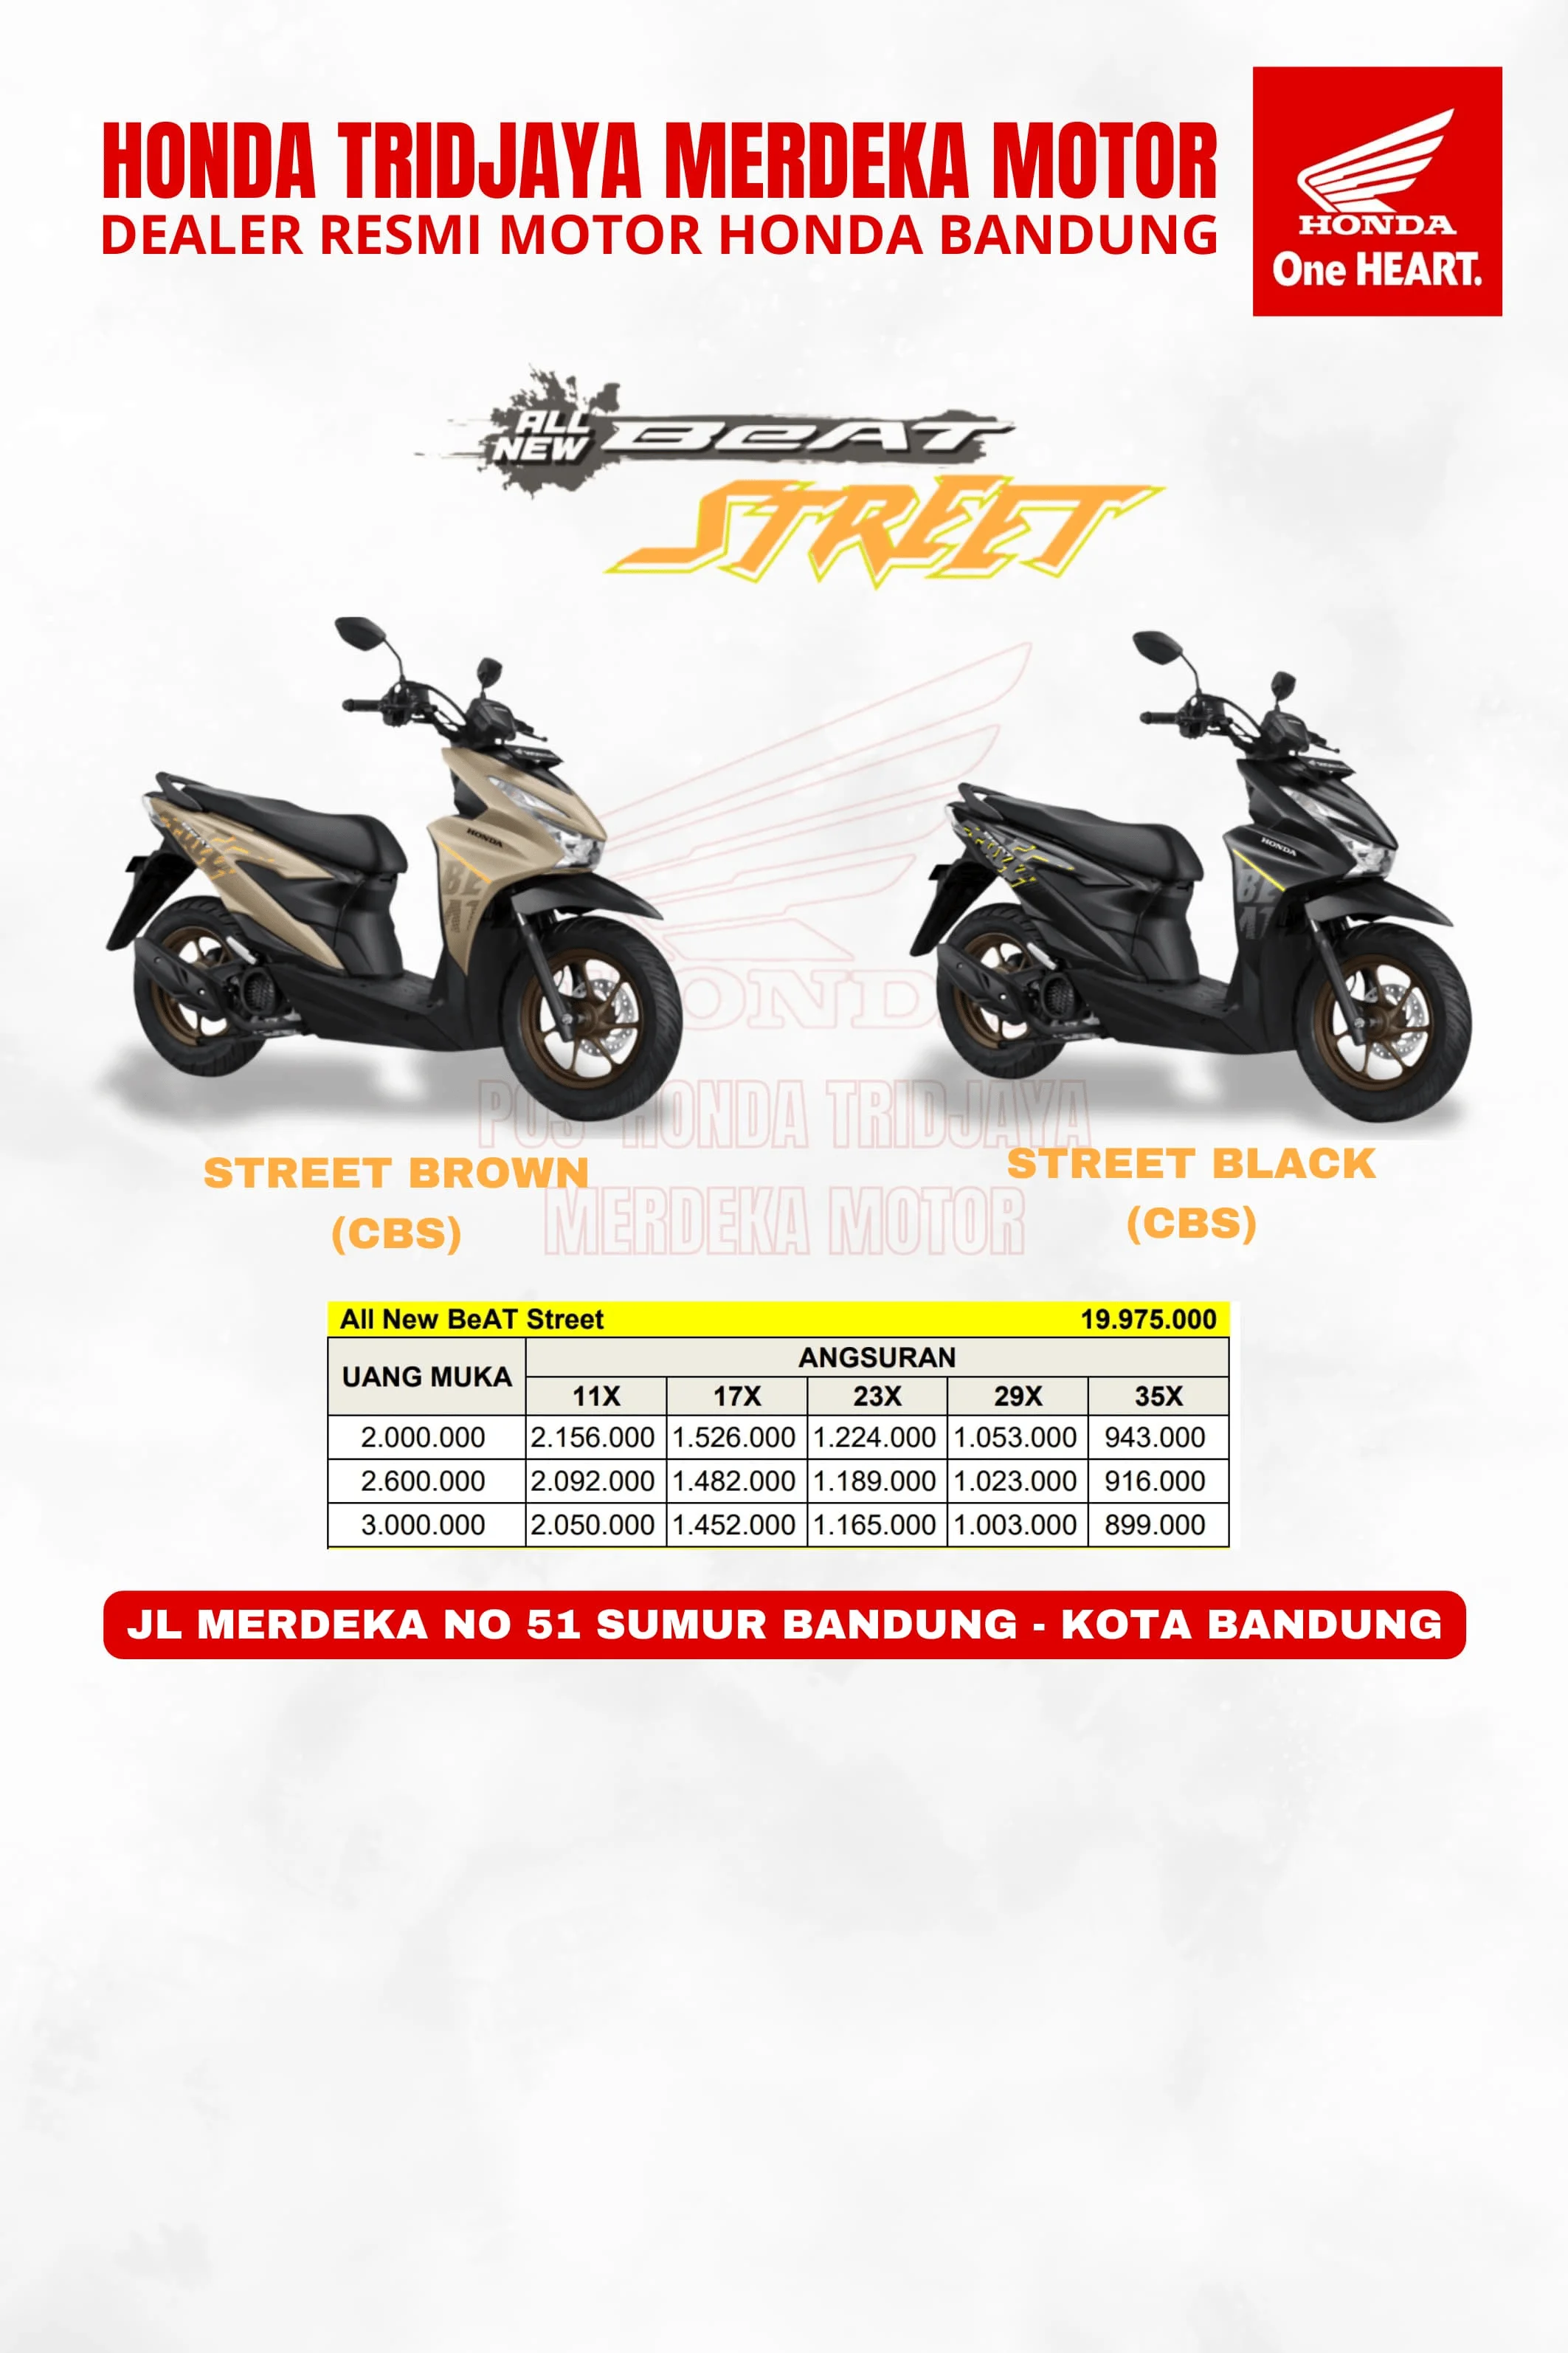 HONDA TRIDJAYA MERDEKA MOTOR
DEALER RESMI MOTOR HONDA BANDUNG
HONDA
One HEART.
ALL NEW BeAT
STREET
HONDA
BEAT
HONDA
BEAT
HONDA
POS HONDA TRIDJAYA
MERDEKA MOTOR
STREET BROWN
(CBS)
STREET BLACK
(CBS)
All New BeAT Street 19.975.000
UANG MUKA ANGSURAN
11X 17X 23X 29X 35X
2.000.000 2.156.000 1.526.000 1.224.000 1.053.000 943.000
2.600.000 2.092.000 1.482.000 1.189.000 1.023.000 916.000
3.000.000 2.050.000 1.452.000 1.165.000 1.003.000 899.000
JL MERDEKA NO 51 SUMUR BANDUNG - KOTA BANDUNG